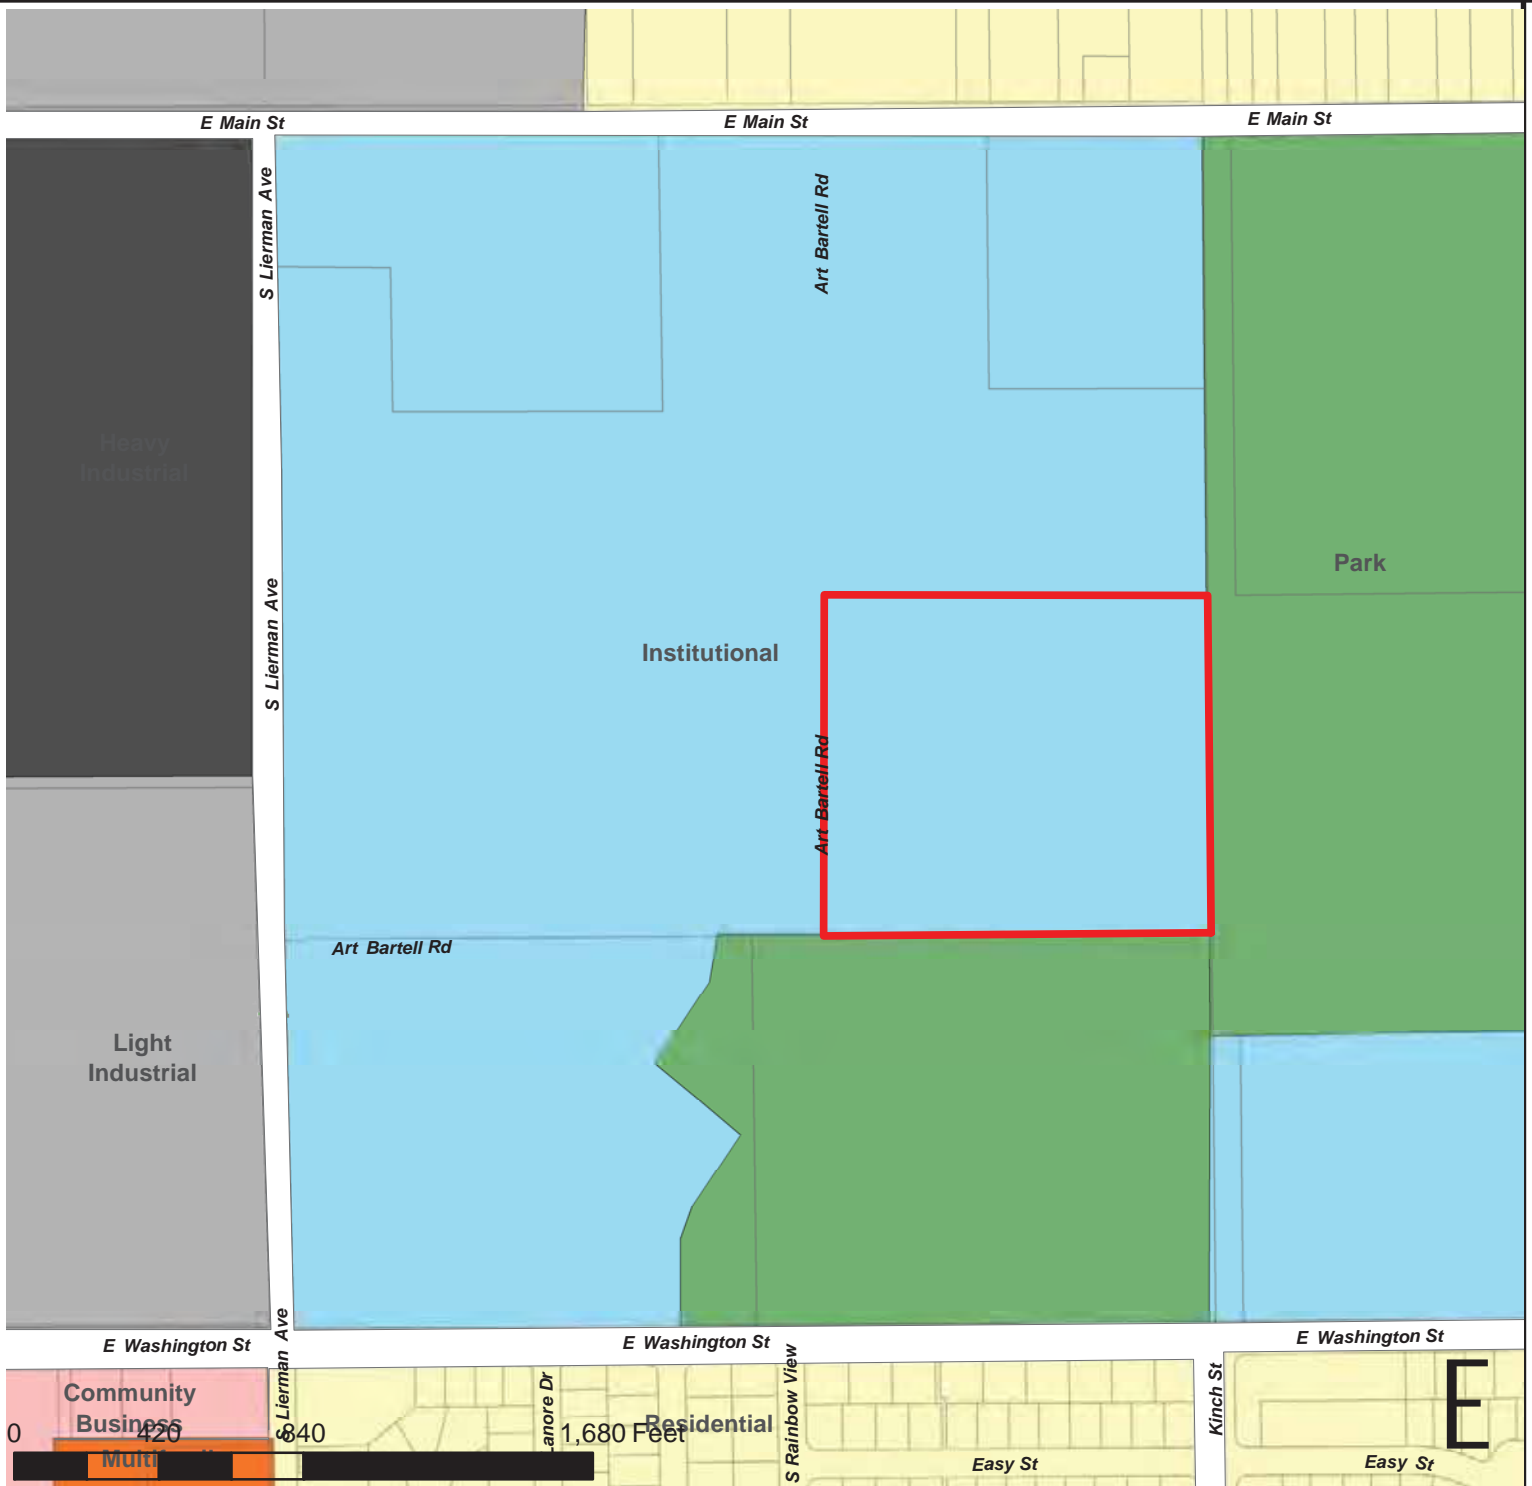 E Main St
E Main St
E Main St
S Lierman Ave
Art Bartell Rd
Heavy
Industrial
Park
S Lierman Ave
Institutional
Art Bartell Rd
Art Bartell Rd
Light
Industrial
E Washington St
E Washington St
E Washington St
S Lierman Ave
Lanore Dr
S Rainbow View
Kinch St
Community
Business
Residential
0 420 840 1,680 Feet
E
Easy St
Easy St